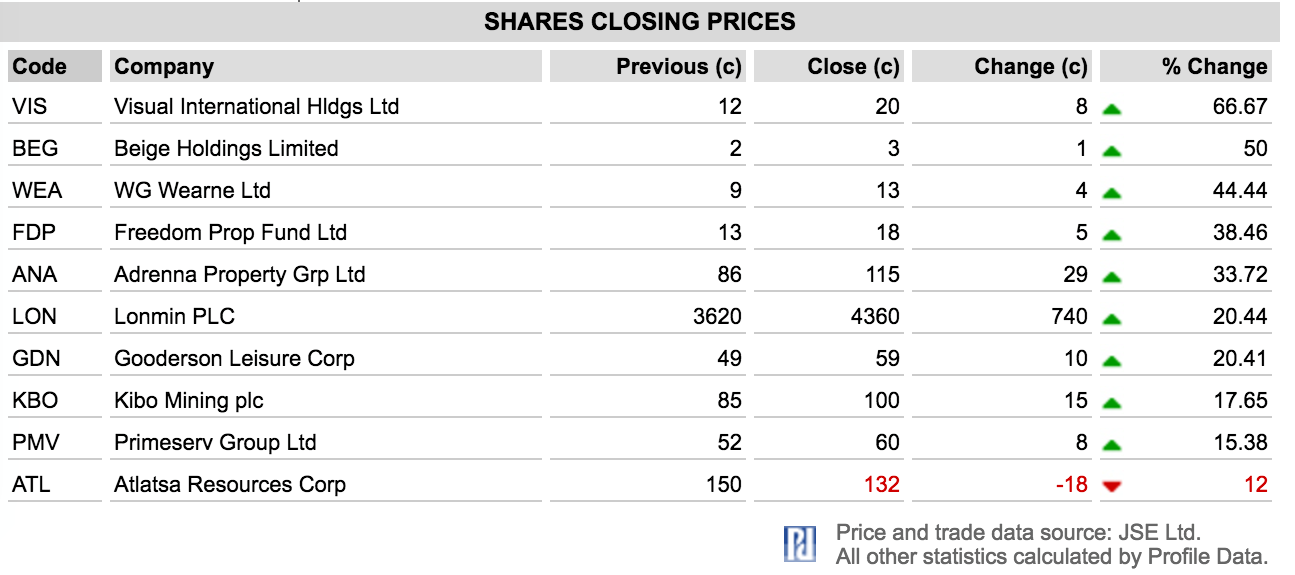 SHARES CLOSING PRICES
Code Company Previous (c) Close (c) Change (c) % Change
VIS Visual International Hldgs Ltd 12 20 8 66.67
BEG Beige Holdings Limited 2 3 1 50
WEA WG Wearne Ltd 9 13 4 44.44
FDP Freedom Prop Fund Ltd 13 18 5 38.46
ANA Adrenna Property Grp Ltd 86 115 29 33.72
LON Lonmin PLC 3620 4360 740 20.44
GDN Gooderson Leisure Corp 49 59 10 20.41
KBO Kibo Mining plc 85 100 15 17.65
PMV Primeserv Group Ltd 52 60 8 15.38
ATL Atlatsa Resources Corp 150 132 -18 12
Price and trade data source: JSE Ltd.
All other statistics calculated by Profile Data.